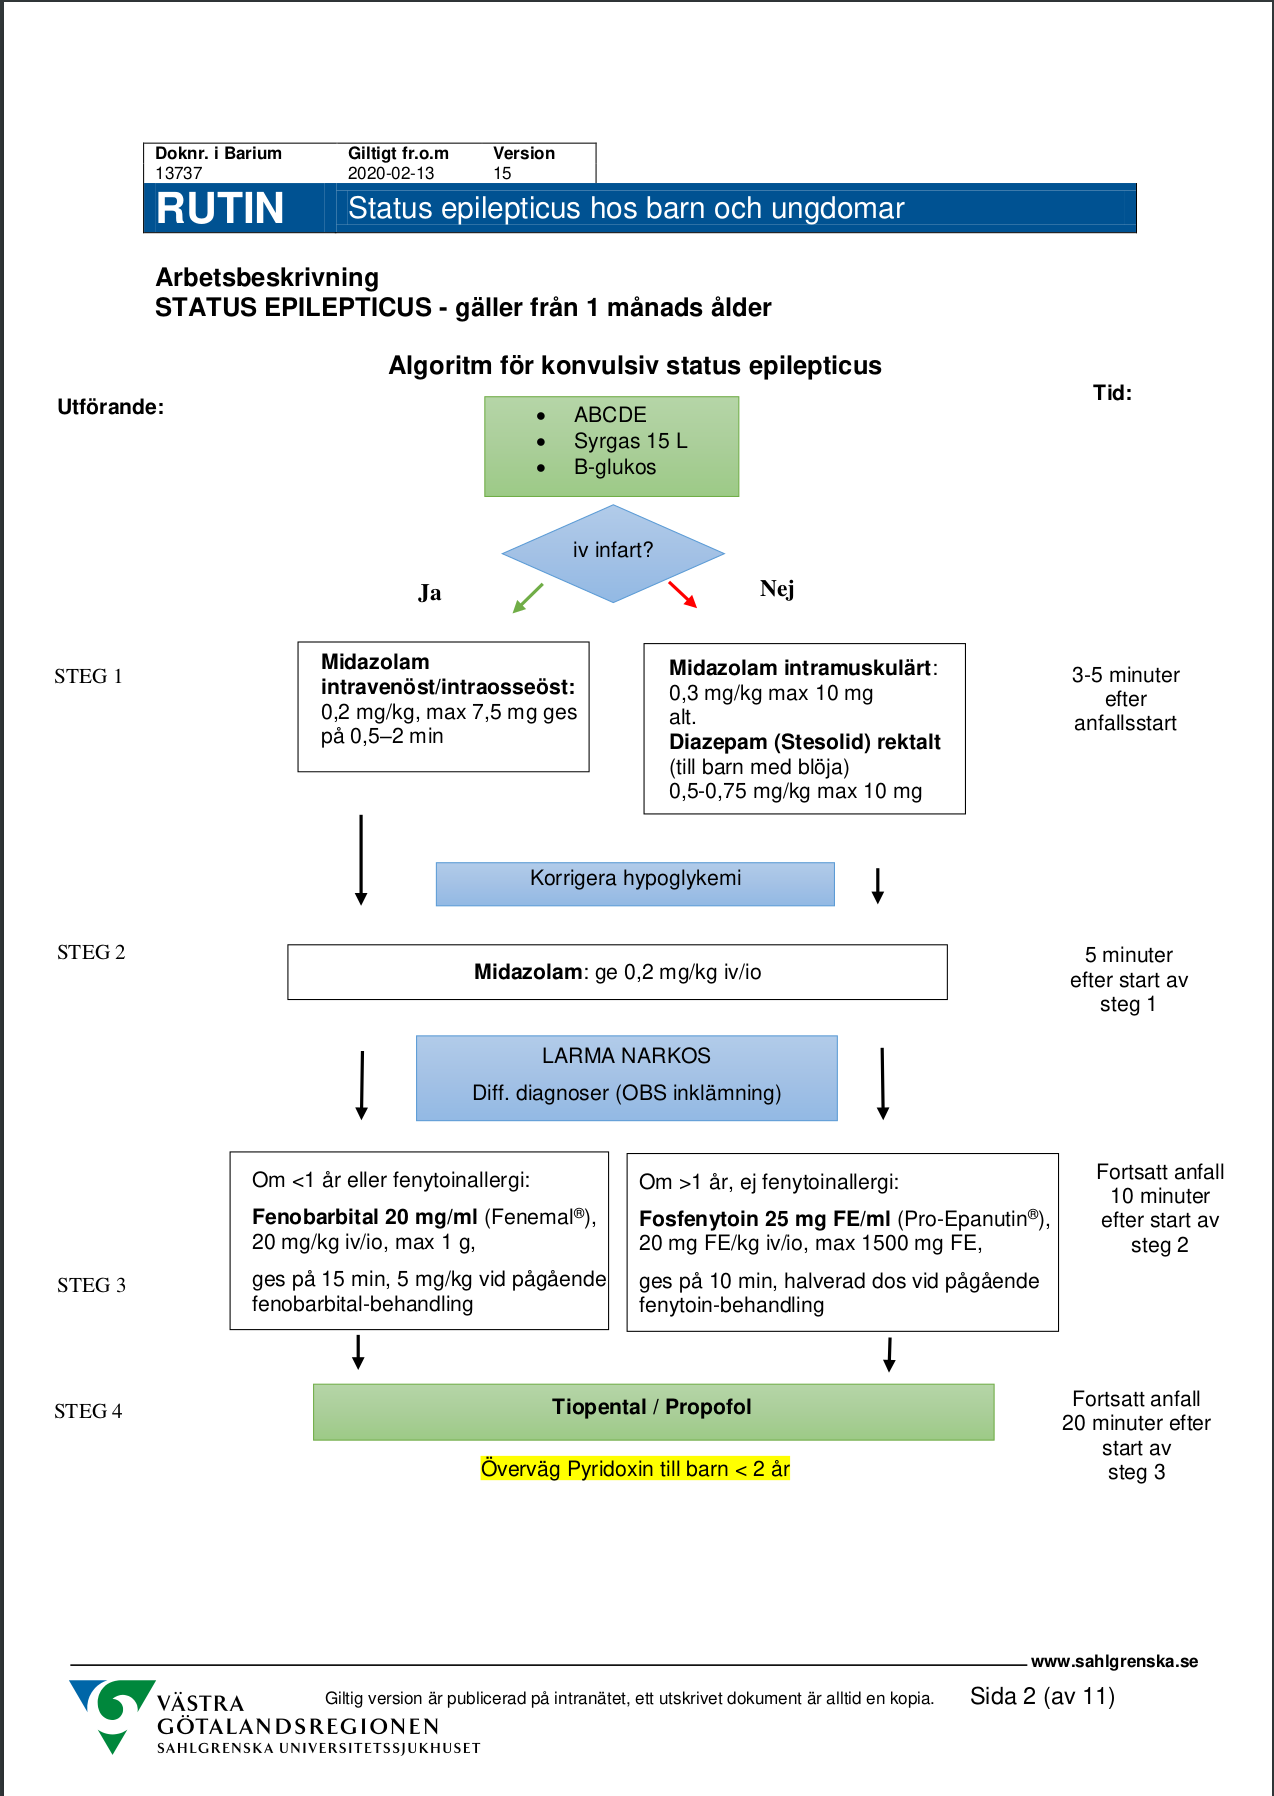 Doknr. i Barium Giltigt fr.o.m Version
13737 2020-02-13 15
RUTIN Status epilepticus hos barn och ungdomar
Arbetsbeskrivning
STATUS EPILEPTICUS - gäller från 1 månads ålder
Algoritm för konvulsiv status epilepticus
Utförande:
Tid:
• ABCDE
• Syrgas 15 L
• B-glukos
iv infart?
Ja
Nej
STEG 1
Midazolam
intravenöst/intraosseöst:
0,2 mg/kg, max 7,5 mg ges
på 0,5–2 min
Midazolam intramuskulärt:
0,3 mg/kg max 10 mg
alt.
Diazepam (Stesolid) rektalt
(till barn med blöja)
0,5-0,75 mg/kg max 10 mg
3-5 minuter
efter
anfallsstart
Korrigera hypoglykemi
STEG 2
Midazolam: ge 0,2 mg/kg iv/io
5 minuter
efter start av
steg 1
LARMA NARKOS
Diff. diagnoser (OBS inklämning)
STEG 3
Om <1 år eller fenytoinallergi:
Fenobarbital 20 mg/ml (Fenemal®),
20 mg/kg iv/io, max 1 g,
ges på 15 min, 5 mg/kg vid pågående
fenobarbital-behandling
Om >1 år, ej fenytoinallergi:
Fosfenytoin 25 mg FE/ml (Pro-Epanutin®),
20 mg FE/kg iv/io, max 1500 mg FE,
ges på 10 min, halverad dos vid pågående
fenytoin-behandling
Fortsatt anfall
10 minuter
efter start av
steg 2
STEG 4
Tiopental / Propofol
Fortsatt anfall
20 minuter efter
start av
steg 3
Överväg Pyridoxin till barn < 2 år
www.sahlgrenska.se
VÄSTRA
GÖTALANDSREGIONEN
SAHLGRENSKA UNIVERSITETSSJUKHUSET
Giltig version är publicerad på intranätet, ett utskrivet dokument är alltid en kopia. Sida 2 (av 11)